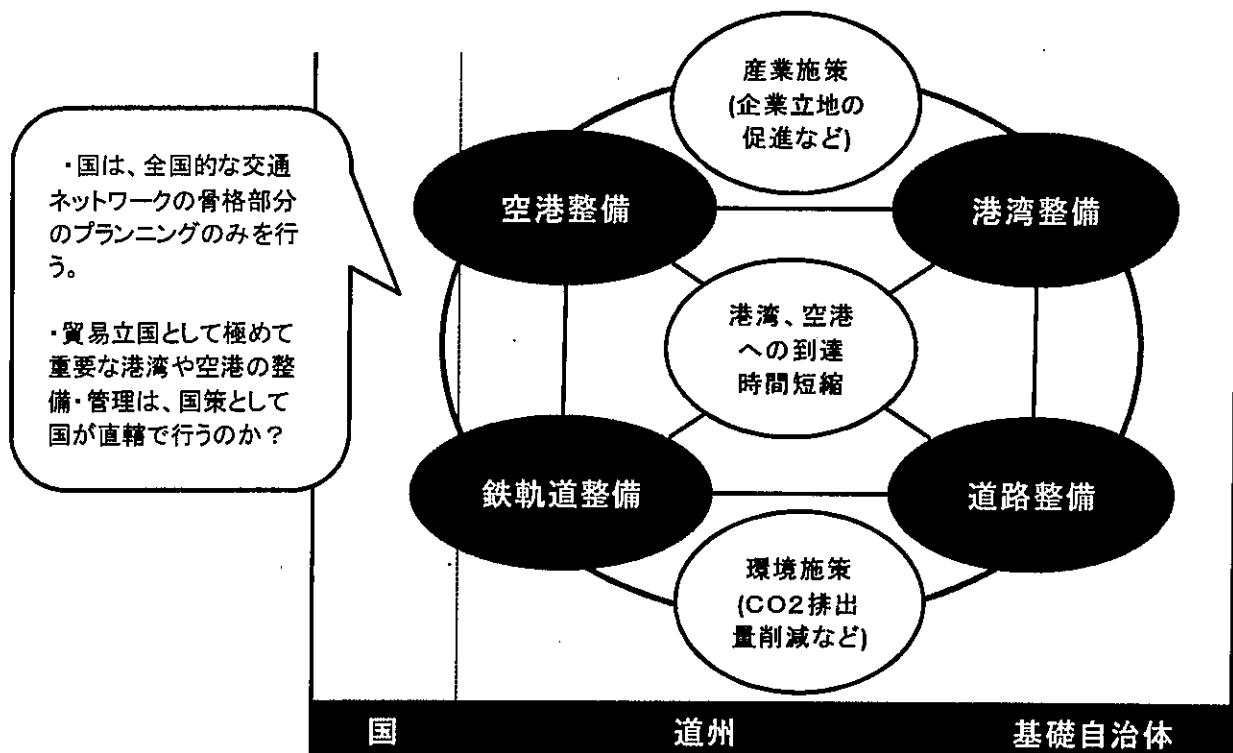 ・国は、全国的な交通
ネットワークの骨格部分
のプランニングのみを行
う。
・貿易立国として極めて
重要な港湾や空港の整
備・管理は、国策として
国が直轄で行うのか？
産業施策
(企業立地の
促進など)
空港整備
港湾整備
港湾、空港
への到達
時間短縮
鉄軌道整備
道路整備
環境施策
(CO2排出
量削減など)
国
道州
基礎自治体